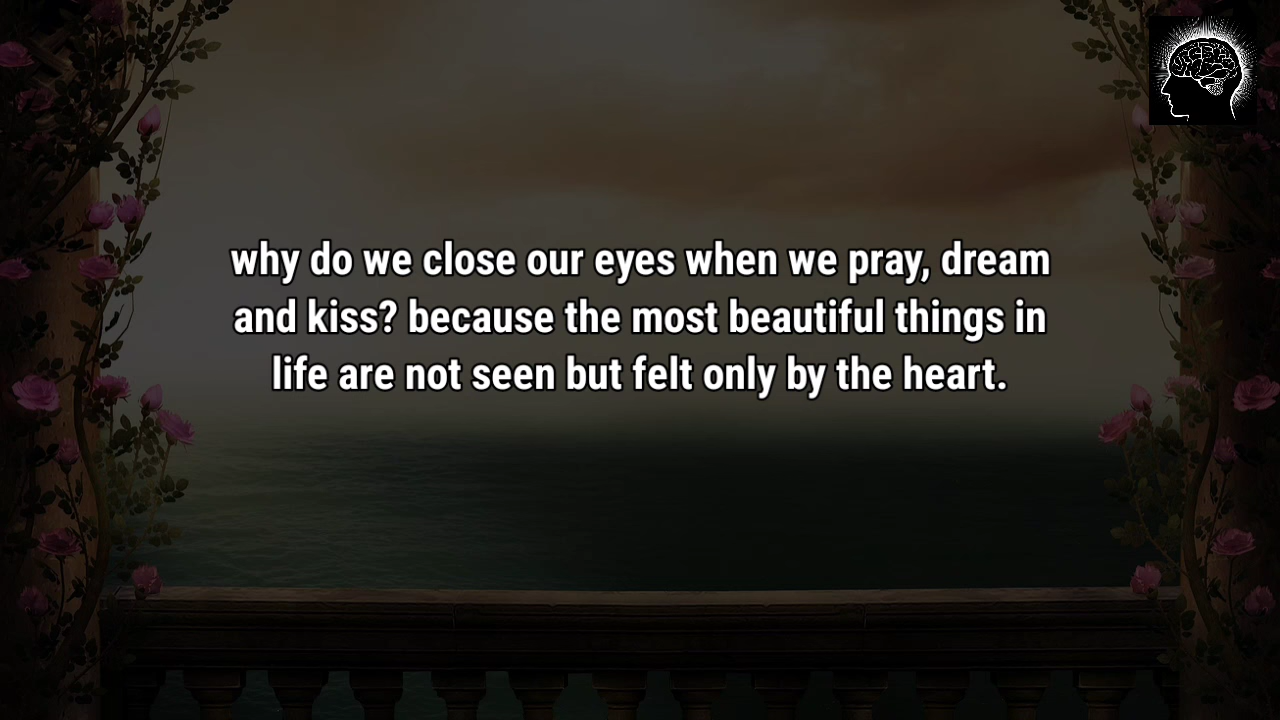 why do we close our eyes when we pray, dream
and kiss? because the most beautiful things in
life are not seen but felt only by the heart.